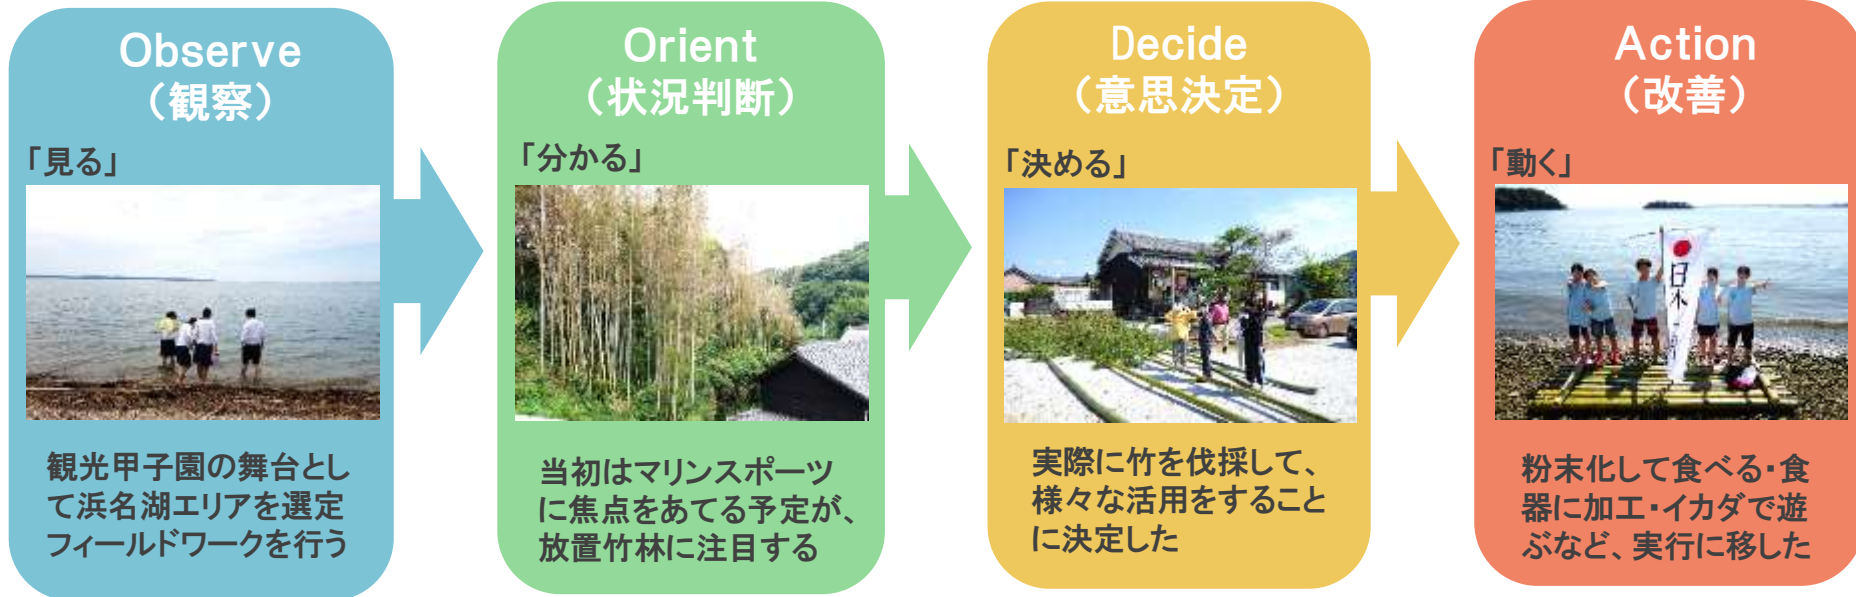 Observe
（観察）
「見る」
観光甲子園の舞台とし
て浜名湖エリアを選定
フィールドワークを行う
Orient
（状況判断）
「分かる」
当初はマリンスポーツ
に焦点をあてる予定が、
放置竹林に注目する
Decide
（意思決定）
「決める」
実際に竹を伐採して、
様々な活用をすること
に決定した
Action
（改善）
「動く」
日本一
粉末化して食べる・食
器に加工・イカダで遊
ぶなど、実行に移した